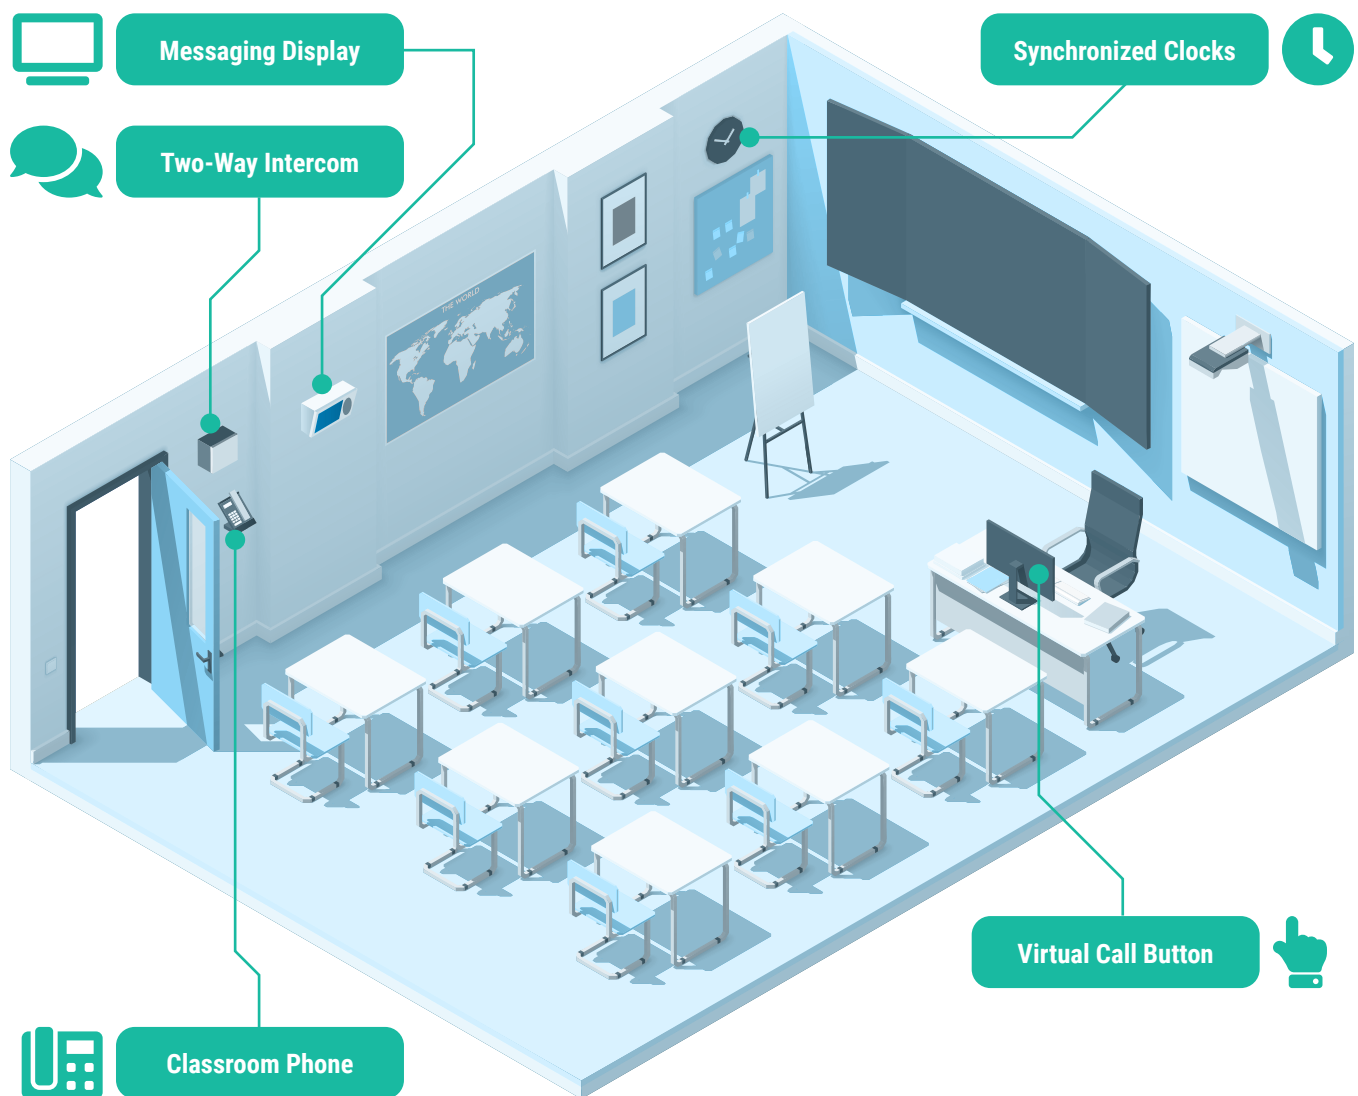 Messaging Display
Synchronized Clocks
Two-Way Intercom
THE WORLD
Virtual Call Button
Classroom Phone